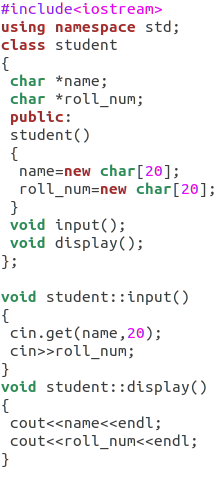 #include<iostream>
using namespace std;
class student
{
 char *name;
 char *roll_num;
 public:
 student()
 {
  name=new char[20];
  roll_num=new char[20];
 }
 void input();
 void display();
};

void student::input()
{
 cin.get(name,20);
 cin>>roll_num;
}
void student::display()
{
 cout<<name<<endl;
 cout<<roll_num<<endl;
}